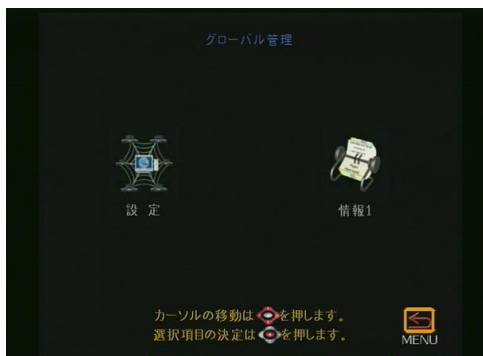 グローバル管理
設 定
情報1
カーソルの移動は を押します。
選択項目の決定は を押します。
MENU